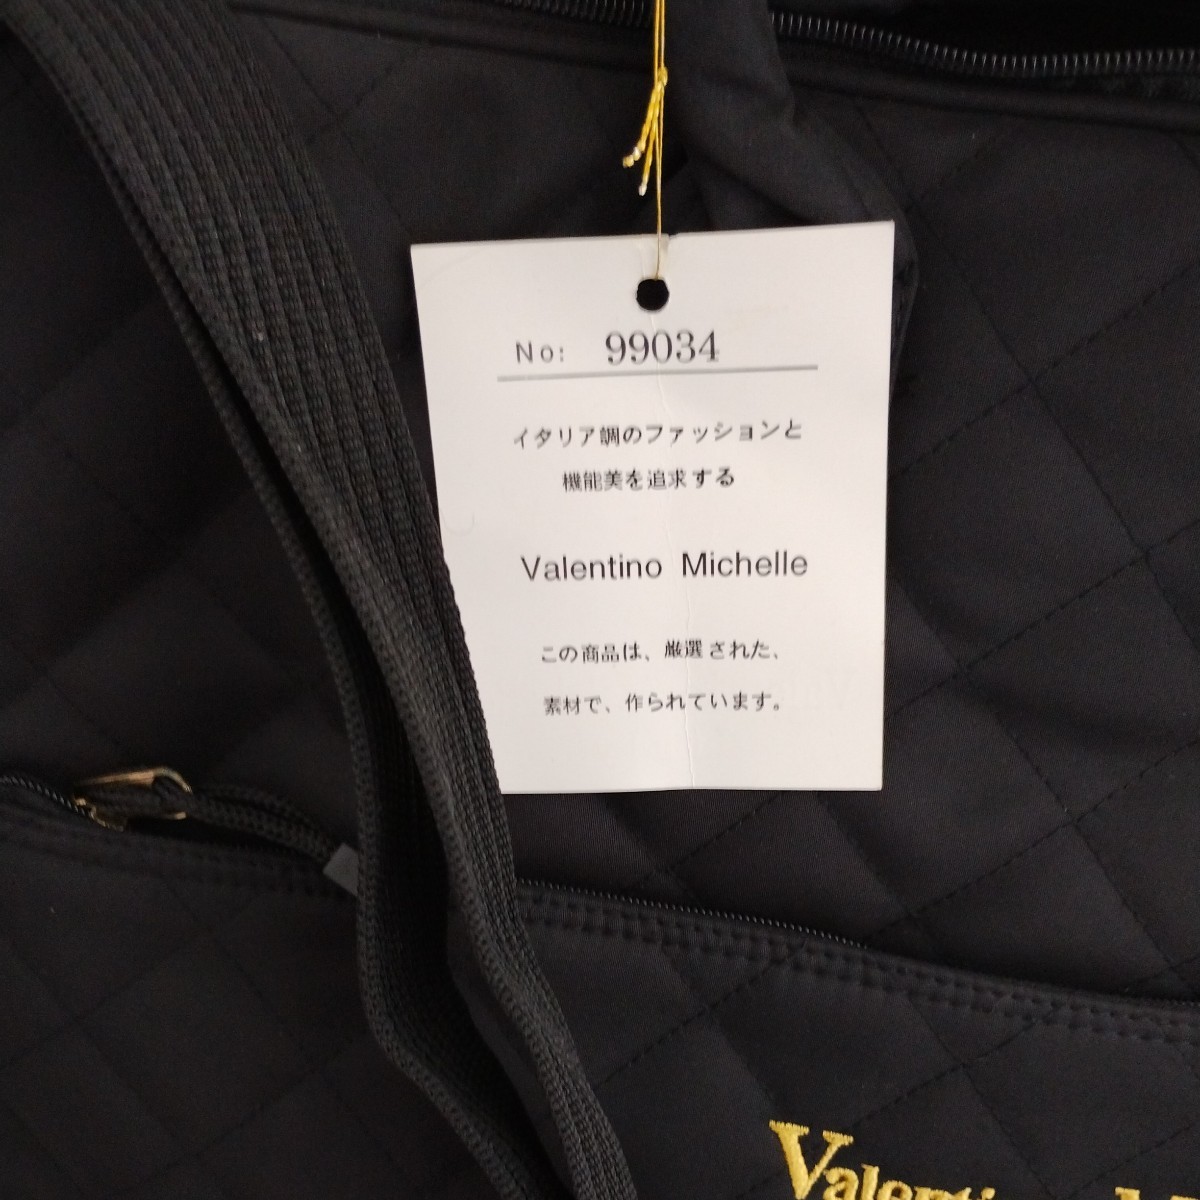 No: 99034
イタリア調のファッションと
機能美を追求する
Valentino Michelle
この商品は、厳選された、
素材で、作られています。
Valentino